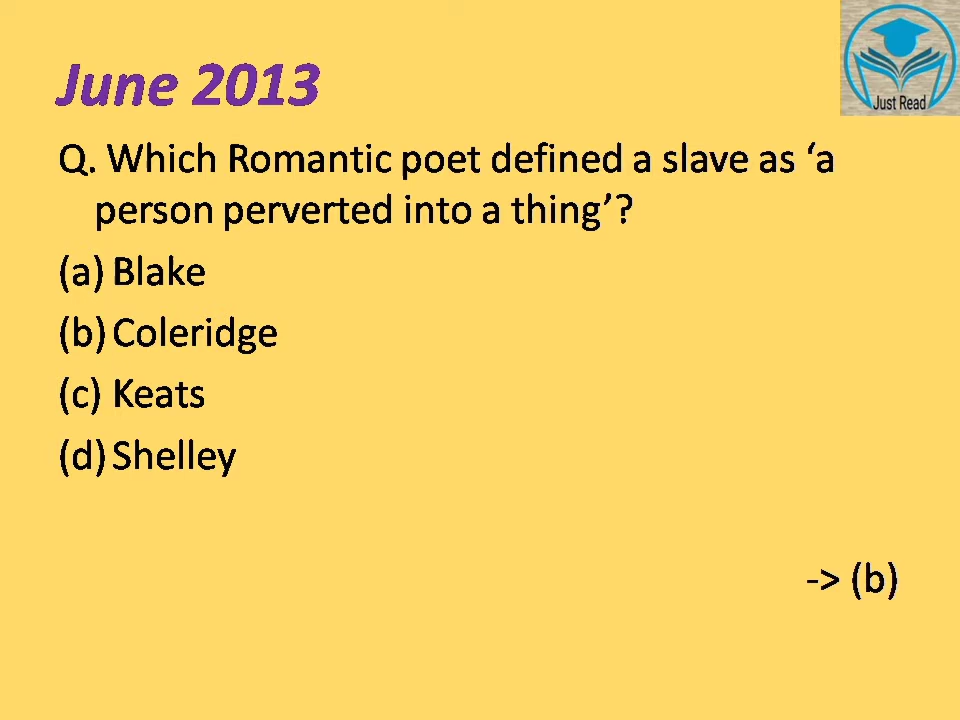 June 2013
Just Read
Q. Which Romantic poet defined a slave as ‘a
person perverted into a thing’?
(a) Blake
(b) Coleridge
(c) Keats
(d) Shelley
-> (b)